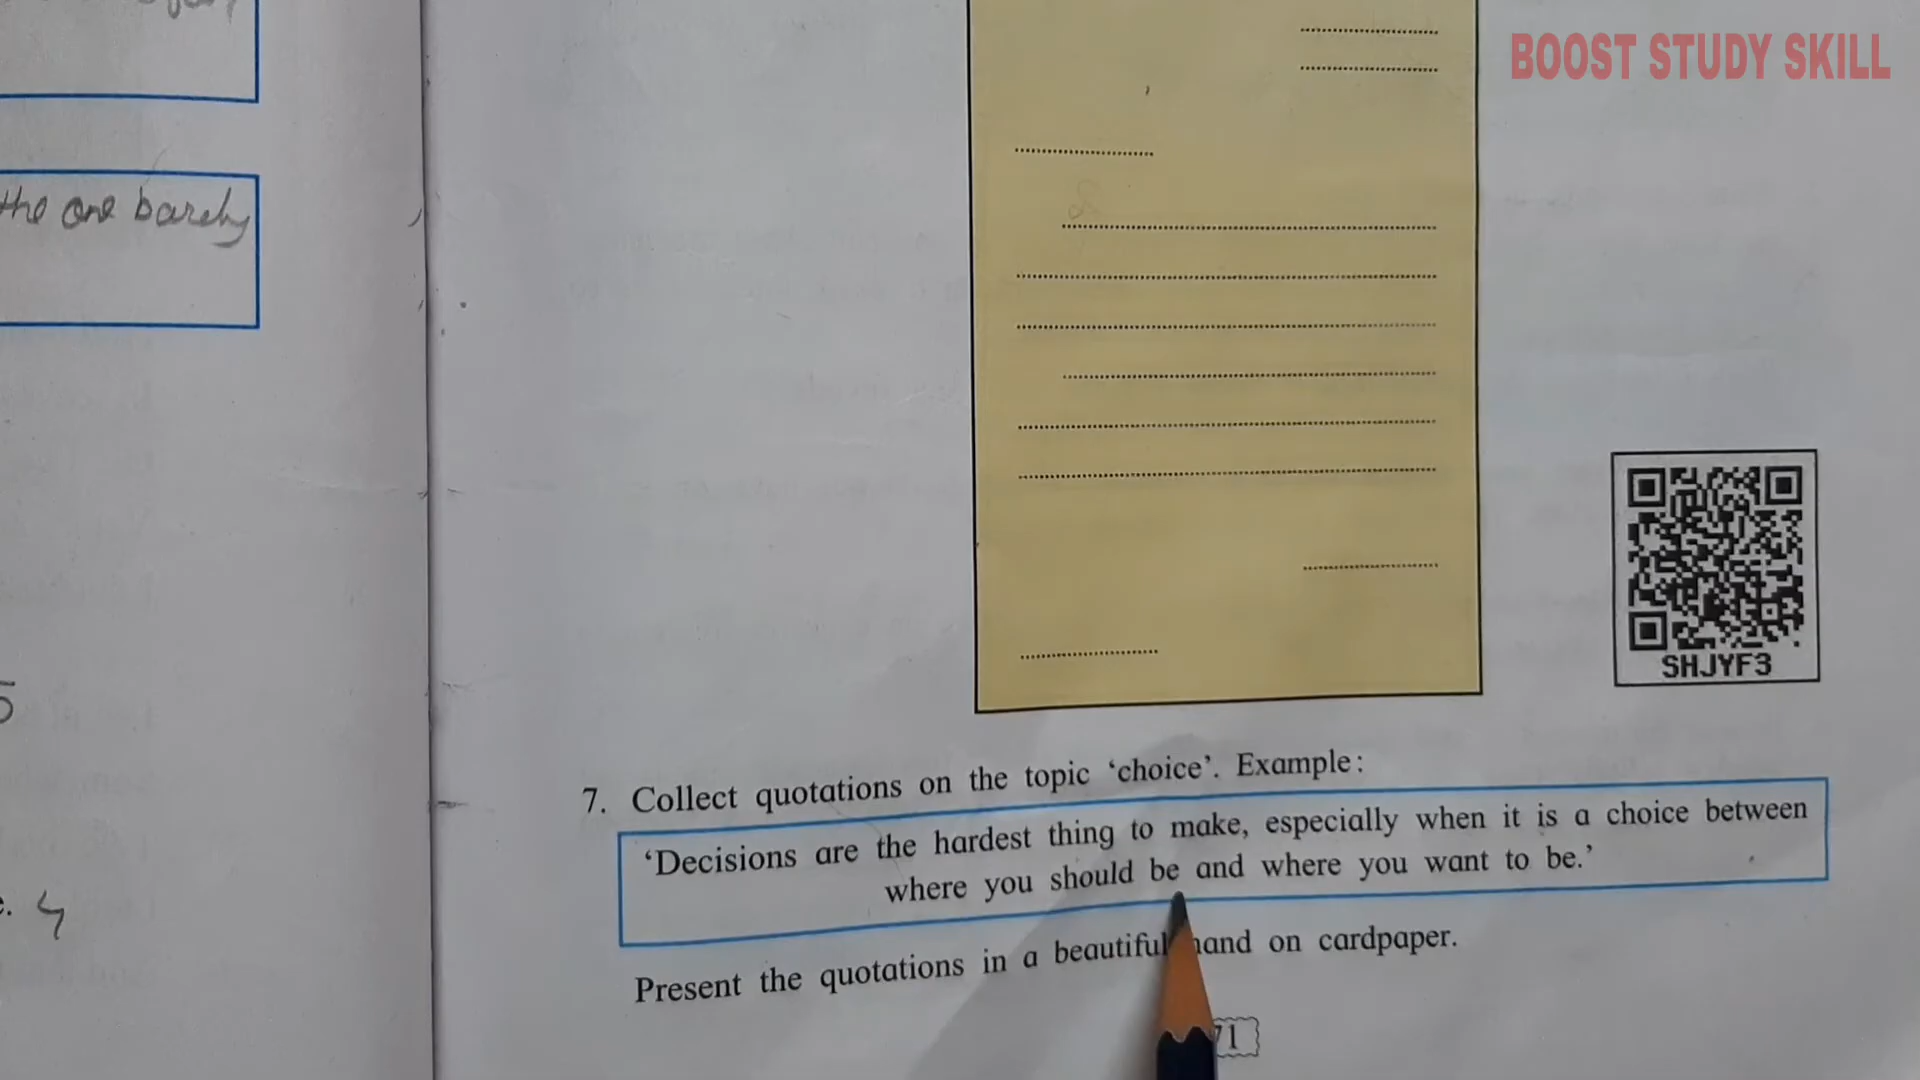 BOOST STUDY SKILL
the one barely
SHJYF3
7. Collect quotations on the topic ‘choice’. Example:
‘Decisions are the hardest thing to make, especially when it is a choice between
where you should be and where you want to be.’
Present the quotations in a beautiful hand on cardpaper.
71